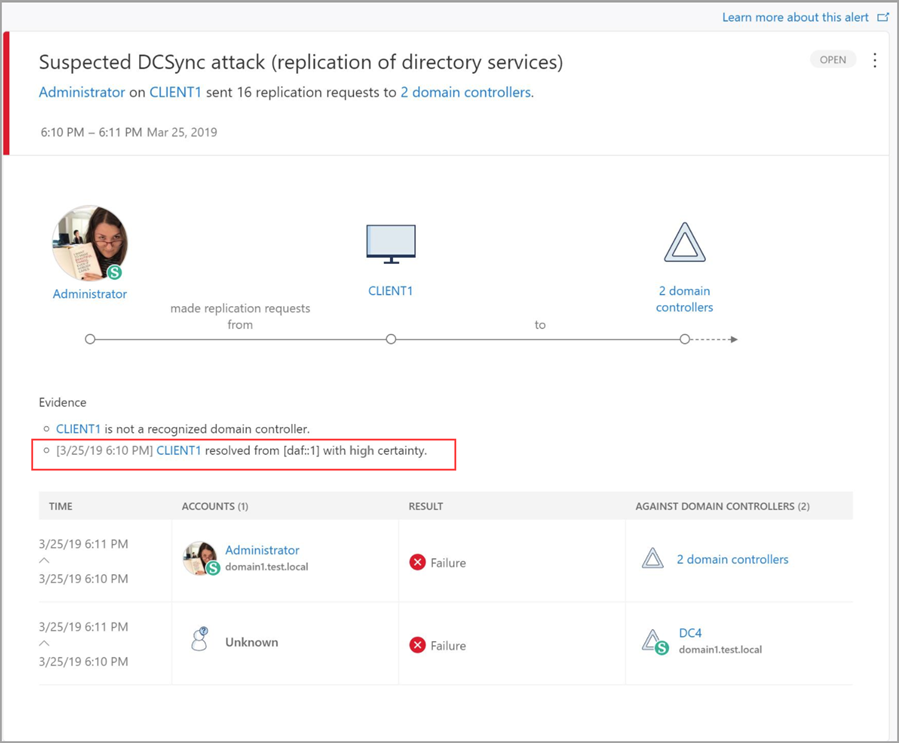 Learn more about this alert
Suspected DCSync attack (replication of directory services)
OPEN
Administrator on CLIENT1 sent 16 replication requests to 2 domain controllers.
6:10 PM – 6:11 PM Mar 25, 2019
S
Administrator
CLIENT1
2 domain
controllers
made replication requests
from
to
Evidence
CLIENT1 is not a recognized domain controller.
[3/25/19 6:10 PM] CLIENT1 resolved from [daf::1] with high certainty.
TIME
ACCOUNTS (1)
RESULT
AGAINST DOMAIN CONTROLLERS (2)
3/25/19 6:11 PM
3/25/19 6:10 PM
S
Administrator
domain1.test.local
Failure
2 domain controllers
3/25/19 6:11 PM
3/25/19 6:10 PM
?
Unknown
Failure
S
DC4
domain1.test.local